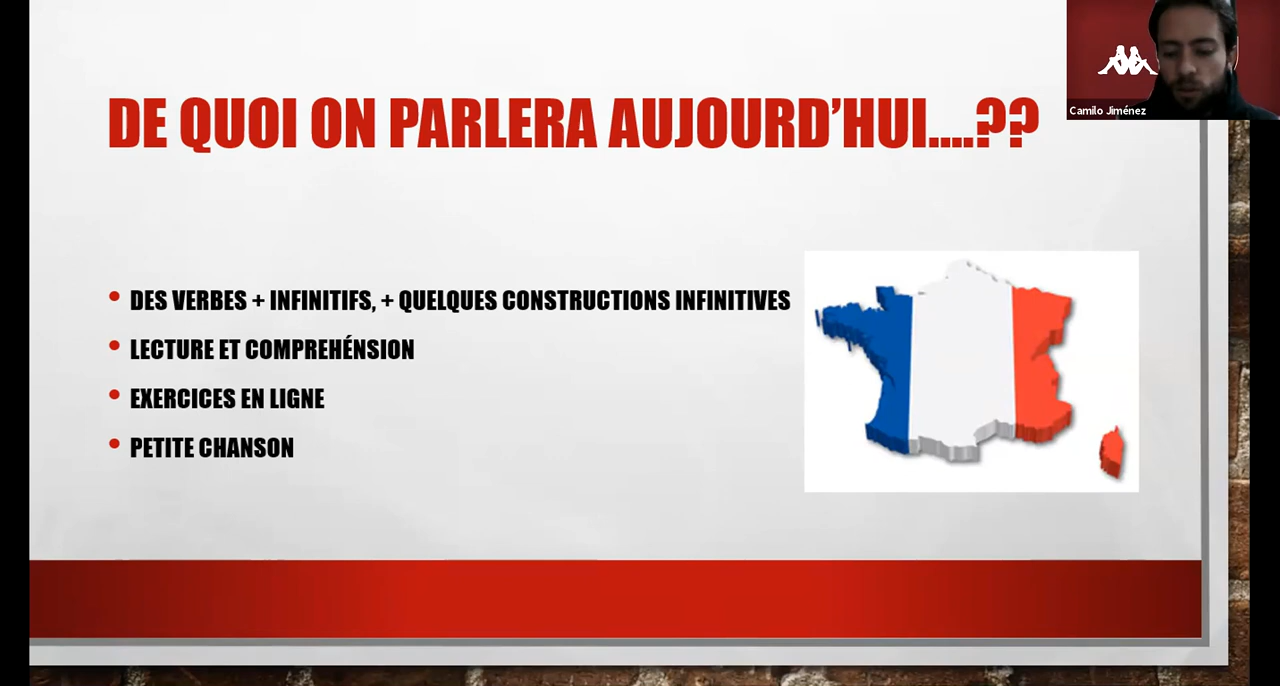 DE QUOI ON PARLERA AUJOURD’HUI....??
Camilo Jiménez
DES VERBES + INFINITIFS, + QUELQUES CONSTRUCTIONS INFINITIVES
LECTURE ET COMPREHÉNSION
EXERCICES EN LIGNE
PETITE CHANSON